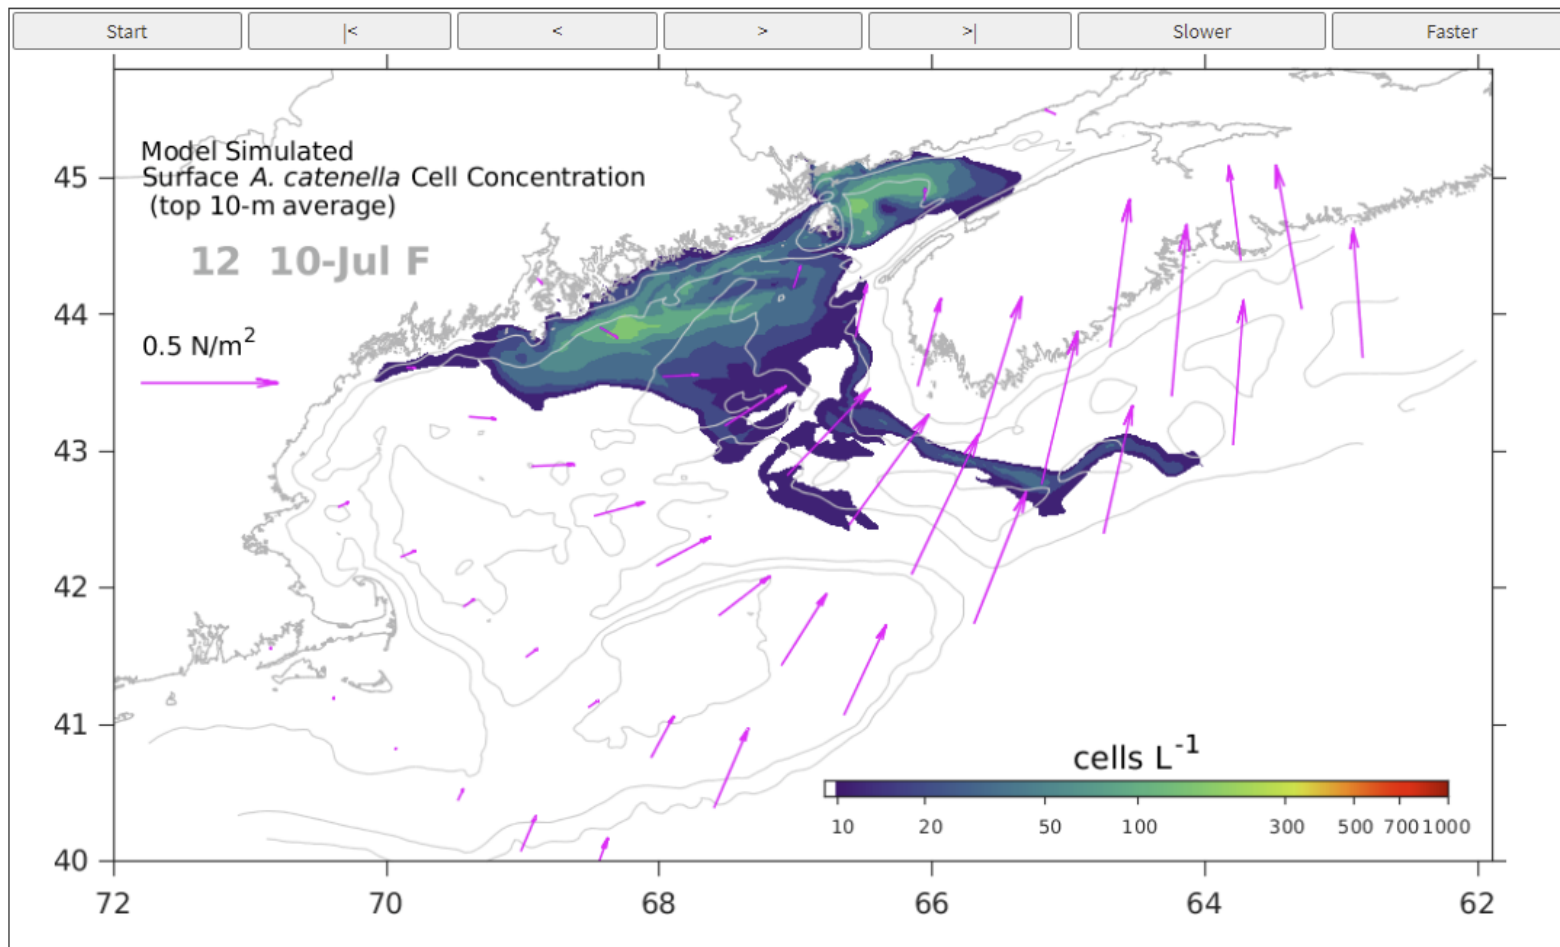 Start |< < > >| Slower Faster
Model Simulated
Surface A. catenella Cell Concentration
(top 10-m average)
12 10-Jul F
0.5 N/m²
45
44
43
42
41
40
cells L⁻¹
10 20 50 100 300 500 700 1000
72 70 68 66 64 62